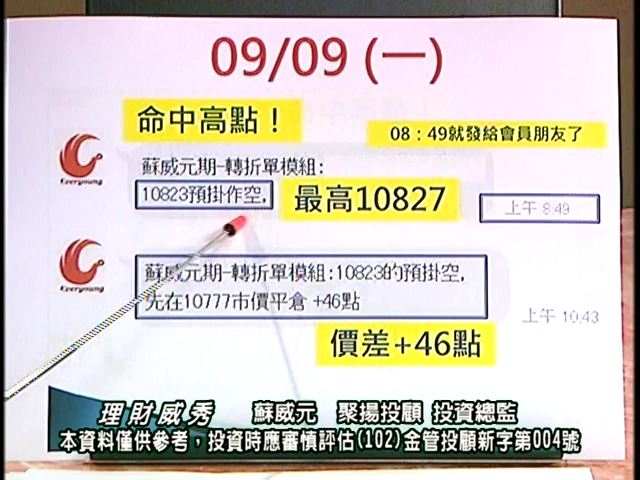 09/09 (一)
命中高點！
08：49就發給會員朋友了
蘇威元期-轉折單模組:
10823預掛作空,
最高10827
上午 8:49
Everyoung
蘇威元期-轉折單模組:10823的預掛空,
先在10777市價平倉 +46點
Everyoung
上午 10:43
價差+46點
理財威秀 蘇威元 聚揚投顧 投資總監
本資料僅供參考，投資時應審慎評估(102)金管投顧新字第004號